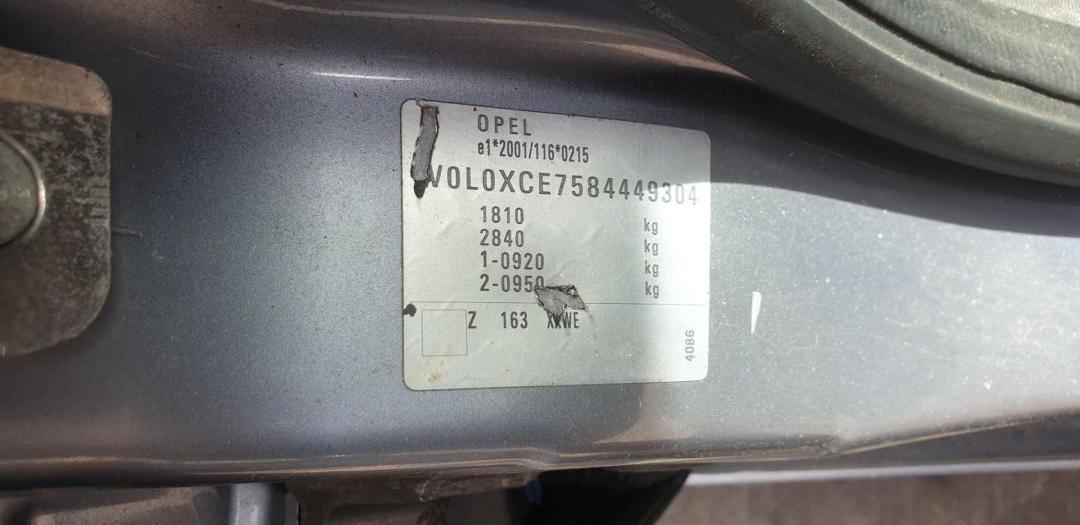 OPEL
e1*2001/116*0215
W0L0XCE7584449304
1810 kg
2840 kg
1-0920 kg
2-0950 kg
Z 163
4086